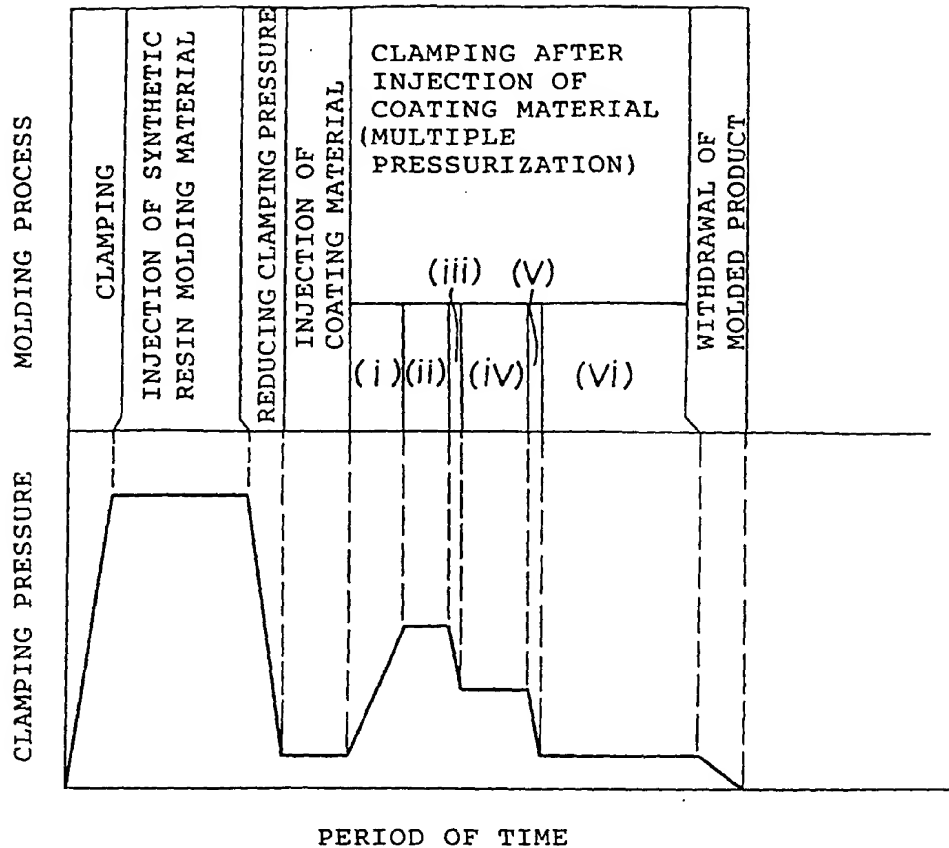 MOLDING PROCESS
CLAMPING
INJECTION OF SYNTHETIC
RESIN MOLDING MATERIAL
REDUCING CLAMPING PRESSURE
INJECTION OF
COATING MATERIAL
CLAMPING AFTER
INJECTION OF
COATING MATERIAL
(MULTIPLE
PRESSURIZATION)
(i)
(ii)
(iii)
(iv)
(v)
(vi)
WITHDRAWAL OF
MOLDED PRODUCT
CLAMPING PRESSURE
PERIOD OF TIME